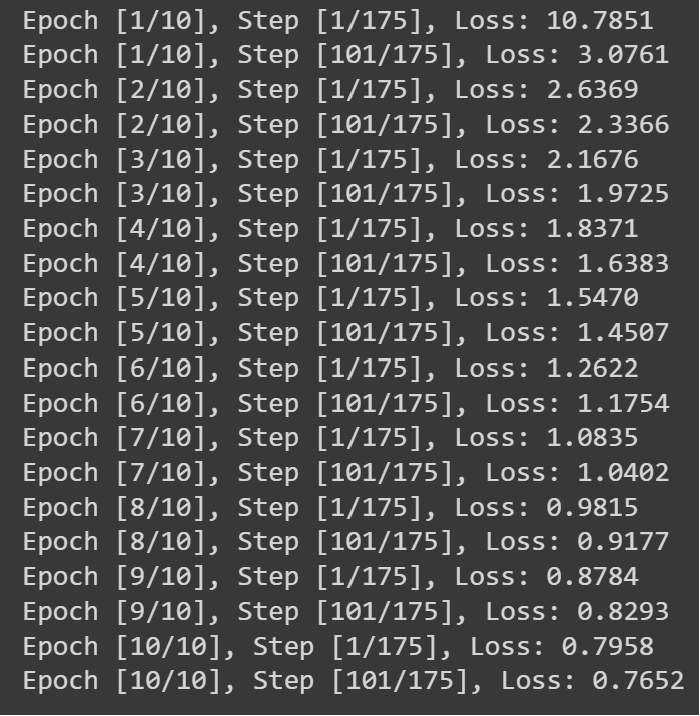 Epoch [1/10], Step [1/175], Loss: 10.7851
Epoch [1/10], Step [101/175], Loss: 3.0761
Epoch [2/10], Step [1/175], Loss: 2.6369
Epoch [2/10], Step [101/175], Loss: 2.3366
Epoch [3/10], Step [1/175], Loss: 2.1676
Epoch [3/10], Step [101/175], Loss: 1.9725
Epoch [4/10], Step [1/175], Loss: 1.8371
Epoch [4/10], Step [101/175], Loss: 1.6383
Epoch [5/10], Step [1/175], Loss: 1.5470
Epoch [5/10], Step [101/175], Loss: 1.4507
Epoch [6/10], Step [1/175], Loss: 1.2622
Epoch [6/10], Step [101/175], Loss: 1.1754
Epoch [7/10], Step [1/175], Loss: 1.0835
Epoch [7/10], Step [101/175], Loss: 1.0402
Epoch [8/10], Step [1/175], Loss: 0.9815
Epoch [8/10], Step [101/175], Loss: 0.9177
Epoch [9/10], Step [1/175], Loss: 0.8784
Epoch [9/10], Step [101/175], Loss: 0.8293
Epoch [10/10], Step [1/175], Loss: 0.7958
Epoch [10/10], Step [101/175], Loss: 0.7652